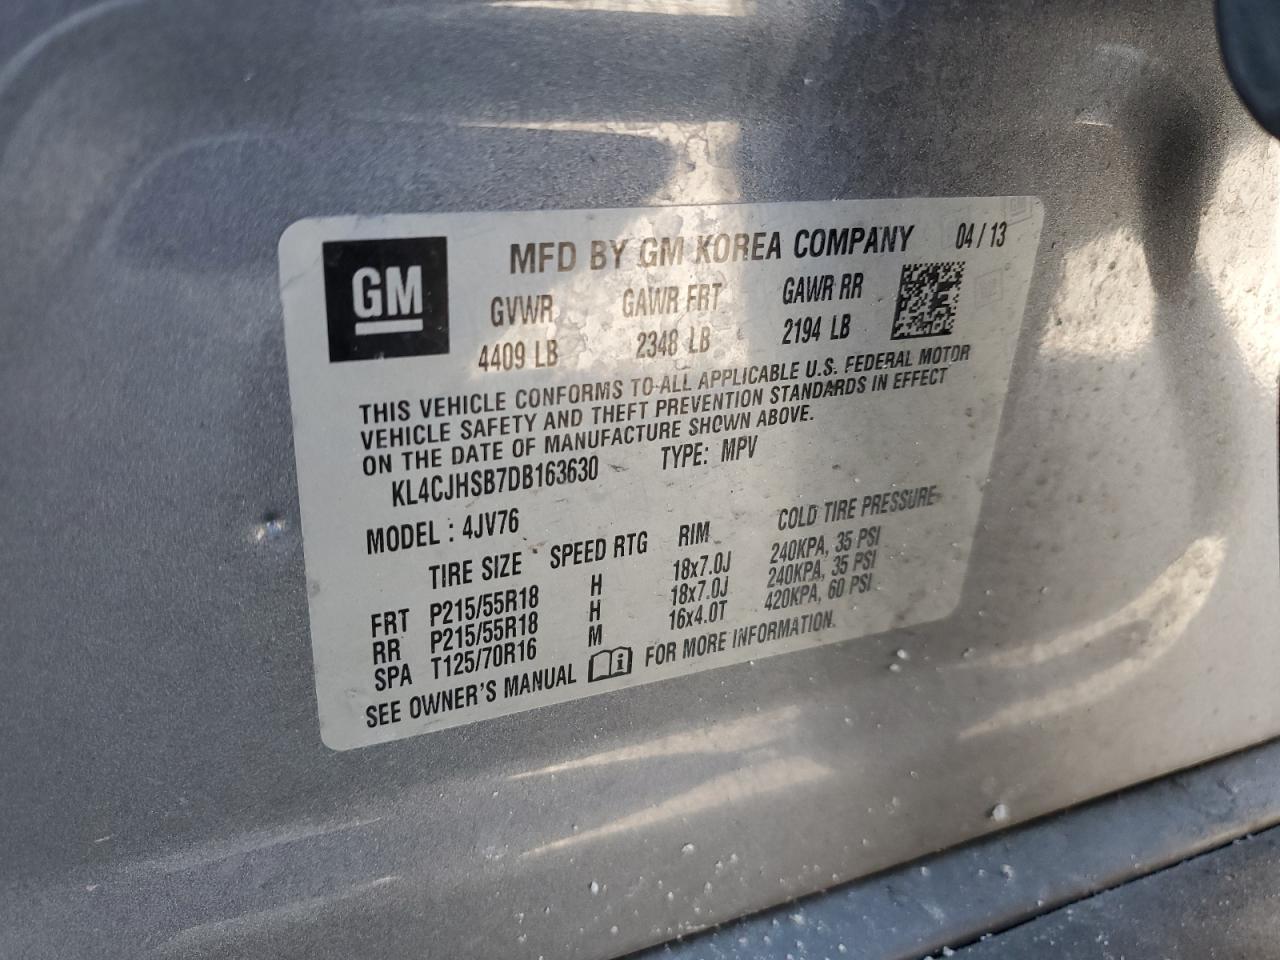 GM
MFD BY GM KOREA COMPANY 04/13
GVWR GAWR FRT GAWR RR
4409 LB 2348 LB 2194 LB
THIS VEHICLE CONFORMS TO ALL APPLICABLE U.S. FEDERAL MOTOR
VEHICLE SAFETY AND THEFT PREVENTION STANDARDS IN EFFECT
ON THE DATE OF MANUFACTURE SHOWN ABOVE.
KL4CJHSB7DB163630 TYPE: MPV
MODEL : 4JV76
TIRE SIZE SPEED RTG RIM COLD TIRE PRESSURE
FRT P215/55R18 H 18x7.0J 240KPA, 35 PSI
RR P215/55R18 H 18x7.0J 240KPA, 35 PSI
SPA T125/70R16 M 16x4.0T 420KPA, 60 PSI
SEE OWNER'S MANUAL FOR MORE INFORMATION.